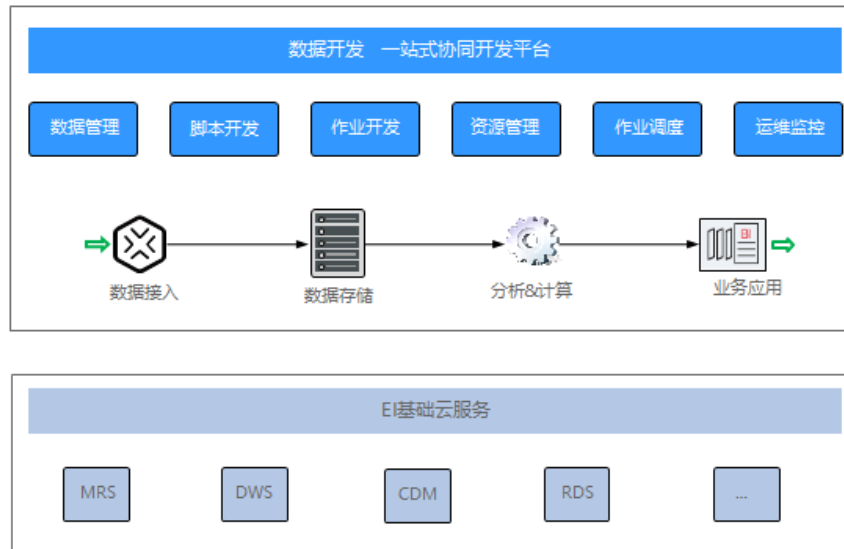 数据开发 一站式协同开发平台
数据管理 脚本开发 作业开发 资源管理 作业调度 运维监控
BI
数据接入 数据存储 分析&计算 业务应用
EI基础云服务
MRS DWS CDM RDS ...